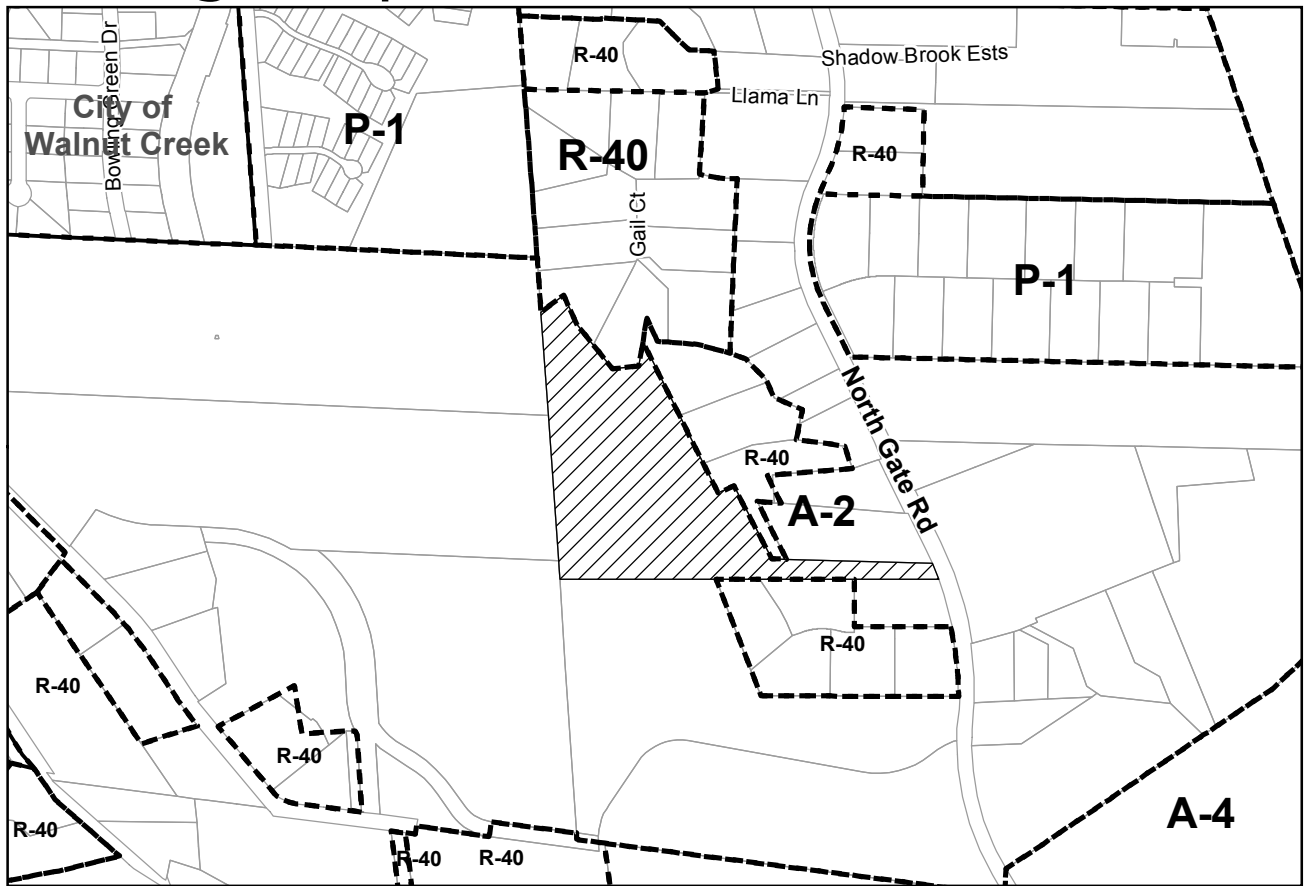 R-40
Shadow Brook Ests
Bowling Green Dr
City of
Walnut Creek
P-1
Llama Ln
R-40
R-40
Gail Ct
P-1
North Gate Rd
R-40
A-2
R-40
R-40
R-40
R-40
R-40
R-40
A-4